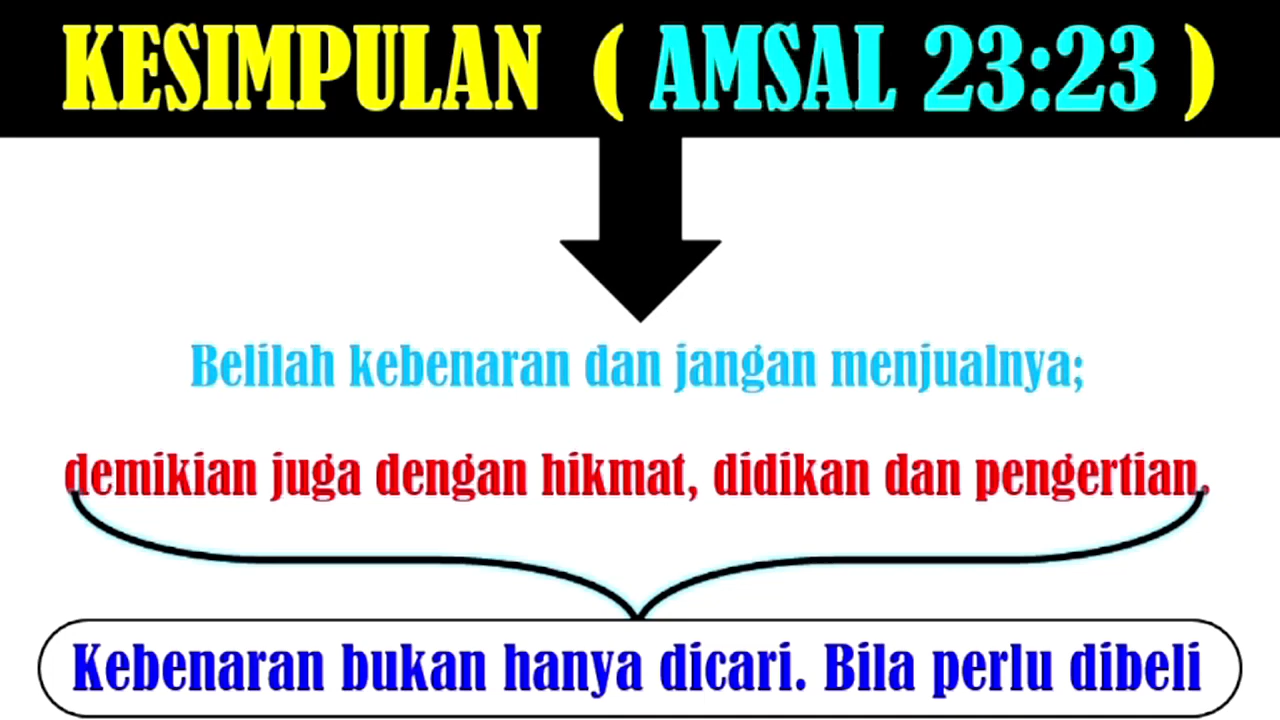 KESIMPULAN ( AMSAL 23:23 )
Belilah kebenaran dan jangan menjualnya;
demikian juga dengan hikmat, didikan dan pengertian.
Kebenaran bukan hanya dicari. Bila perlu dibeli